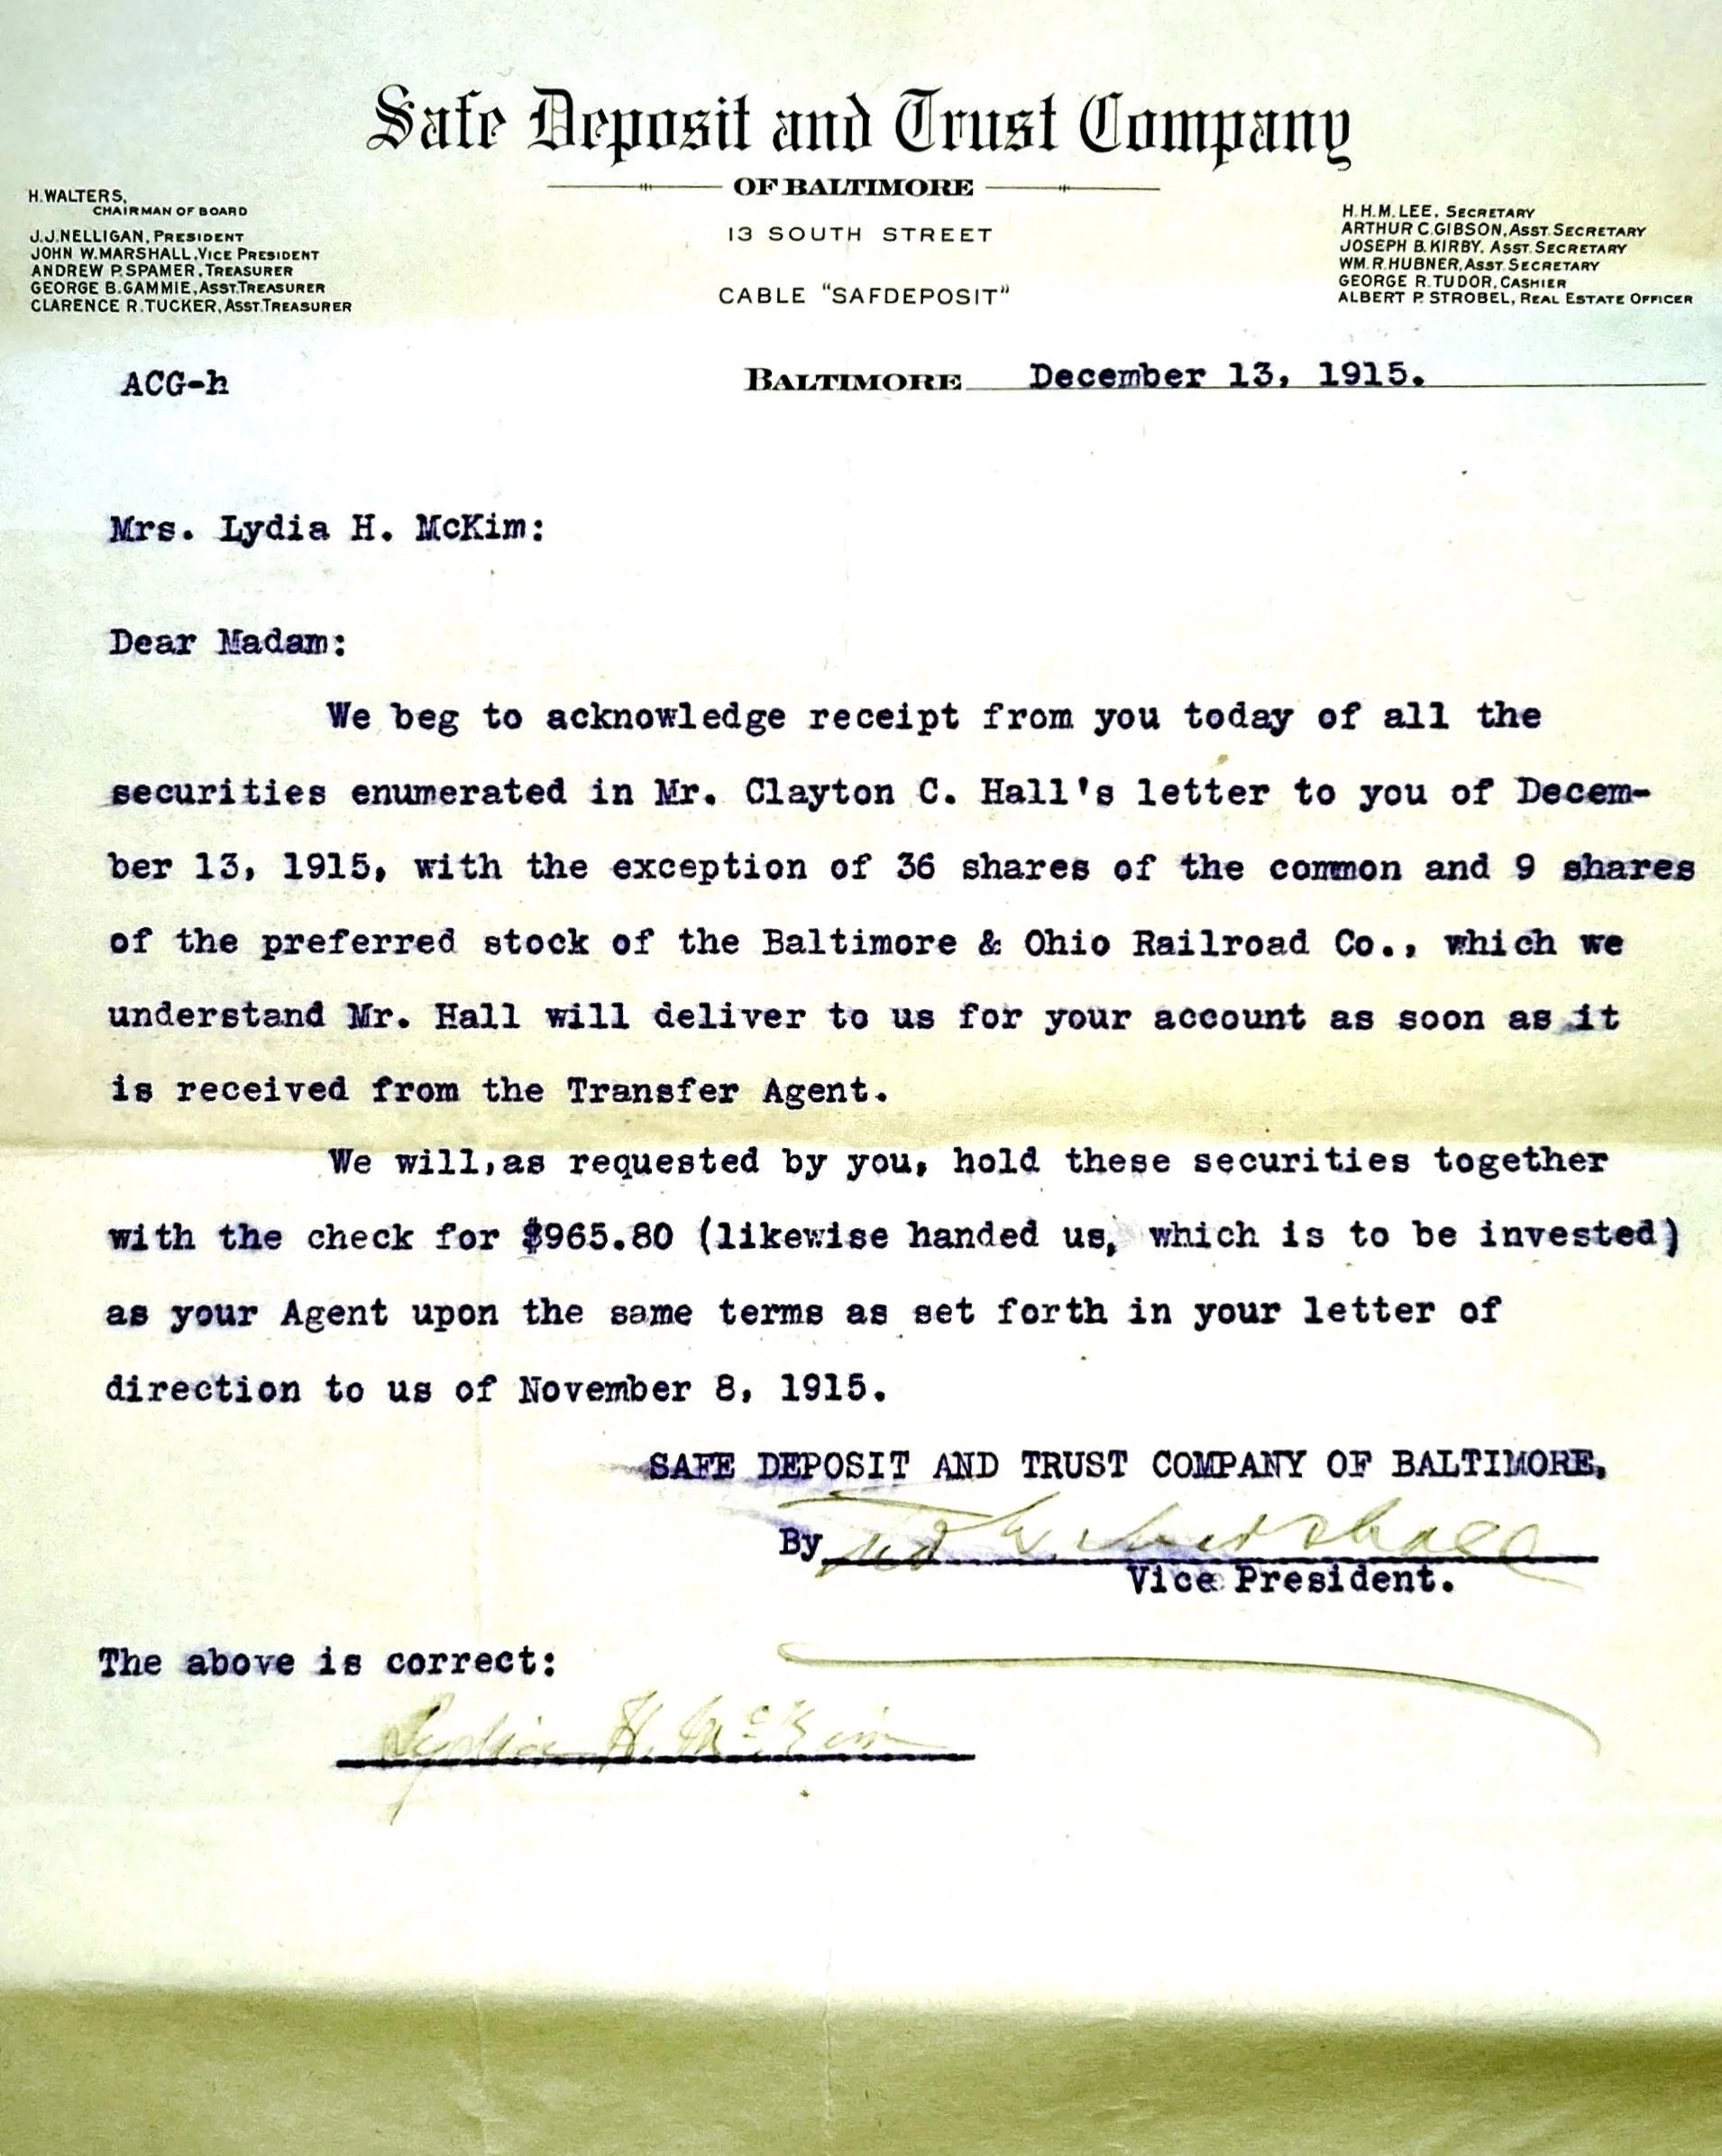 Safe Deposit and Trust Company
OF BALTIMORE
13 SOUTH STREET
CABLE "SAFDEPOSIT"
H. WALTERS,
CHAIRMAN OF BOARD
J.J. NELLIGAN, PRESIDENT
JOHN W. MARSHALL, VICE PRESIDENT
ANDREW P. SPAMER, TREASURER
GEORGE B. GAMMIE, ASST. TREASURER
CLARENCE R. TUCKER, ASST. TREASURER
H. H. M. LEE, SECRETARY
ARTHUR C. GIBSON, ASST. SECRETARY
JOSEPH B. KIRBY, ASST. SECRETARY
WM. R. HUBNER, ASST. SECRETARY
GEORGE R. TUDOR, CASHIER
ALBERT P. STROBEL, REAL ESTATE OFFICER
ACG-h
BALTIMORE December 13, 1915.
Mrs. Lydia H. McKim:
Dear Madam:
We beg to acknowledge receipt from you today of all the
securities enumerated in Mr. Clayton C. Hall's letter to you of Decem-
ber 13, 1915, with the exception of 36 shares of the common and 9 shares
of the preferred stock of the Baltimore & Ohio Railroad Co., which we
understand Mr. Hall will deliver to us for your account as soon as it
is received from the Transfer Agent.
We will, as requested by you, hold these securities together
with the check for $965.80 (likewise handed us, which is to be invested)
as your Agent upon the same terms as set forth in your letter of
direction to us of November 8, 1915.
SAFE DEPOSIT AND TRUST COMPANY OF BALTIMORE,
By Jno W. Marshall
Vice President.
The above is correct:
Lydia H. McKim